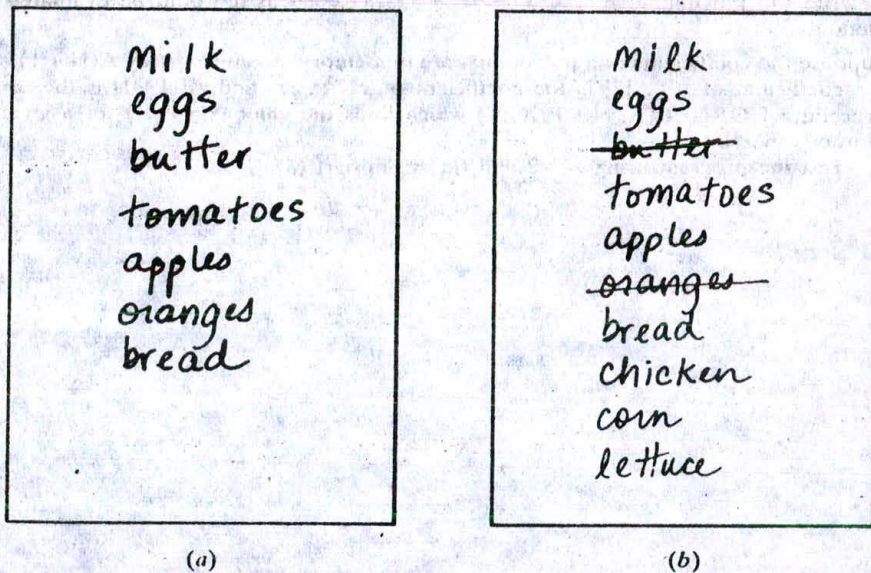 Milk
eggs
butter
tomatoes
apples
oranges
bread
(a)
Milk
eggs
butter
tomatoes
apples
oranges
bread
chicken
corn
lettuce
(b)